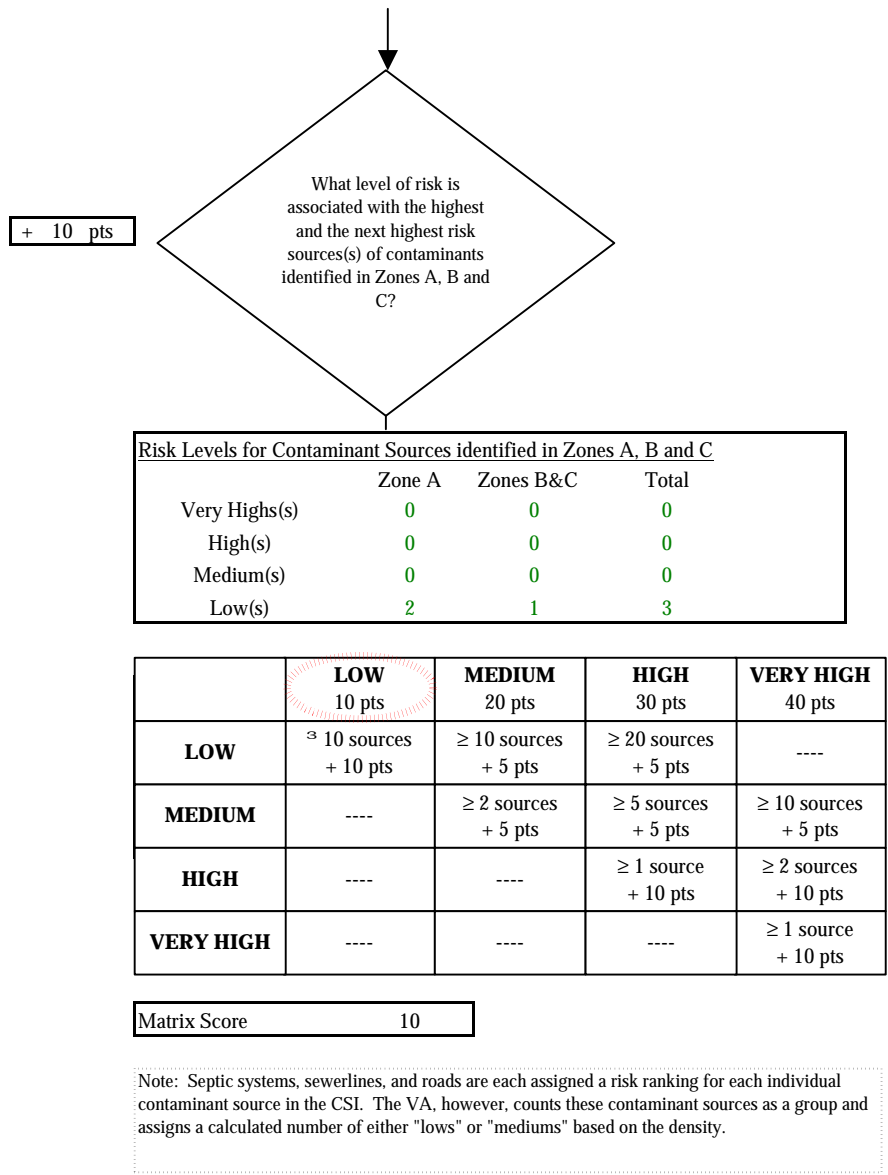 What level of risk is
associated with the highest
and the next highest risk
sources(s) of contaminants
identified in Zones A, B and
C?
+ 10 pts
Risk Levels for Contaminant Sources identified in Zones A, B and C
Zone A Zones B&C Total
Very Highs(s) 0 0 0
High(s) 0 0 0
Medium(s) 0 0 0
Low(s) 2 1 3
LOW MEDIUM HIGH VERY HIGH
10 pts 20 pts 30 pts 40 pts
LOW ³ 10 sources + 10 pts ≥ 10 sources + 5 pts ≥ 20 sources + 5 pts ----
MEDIUM ---- ≥ 2 sources + 5 pts ≥ 5 sources + 5 pts ≥ 10 sources + 5 pts
HIGH ---- ---- ≥ 1 source + 10 pts ≥ 2 sources + 10 pts
VERY HIGH ---- ---- ---- ≥ 1 source + 10 pts
Matrix Score 10
Note: Septic systems, sewerlines, and roads are each assigned a risk ranking for each individual
contaminant source in the CSI. The VA, however, counts these contaminant sources as a group and
assigns a calculated number of either "lows" or "mediums" based on the density.